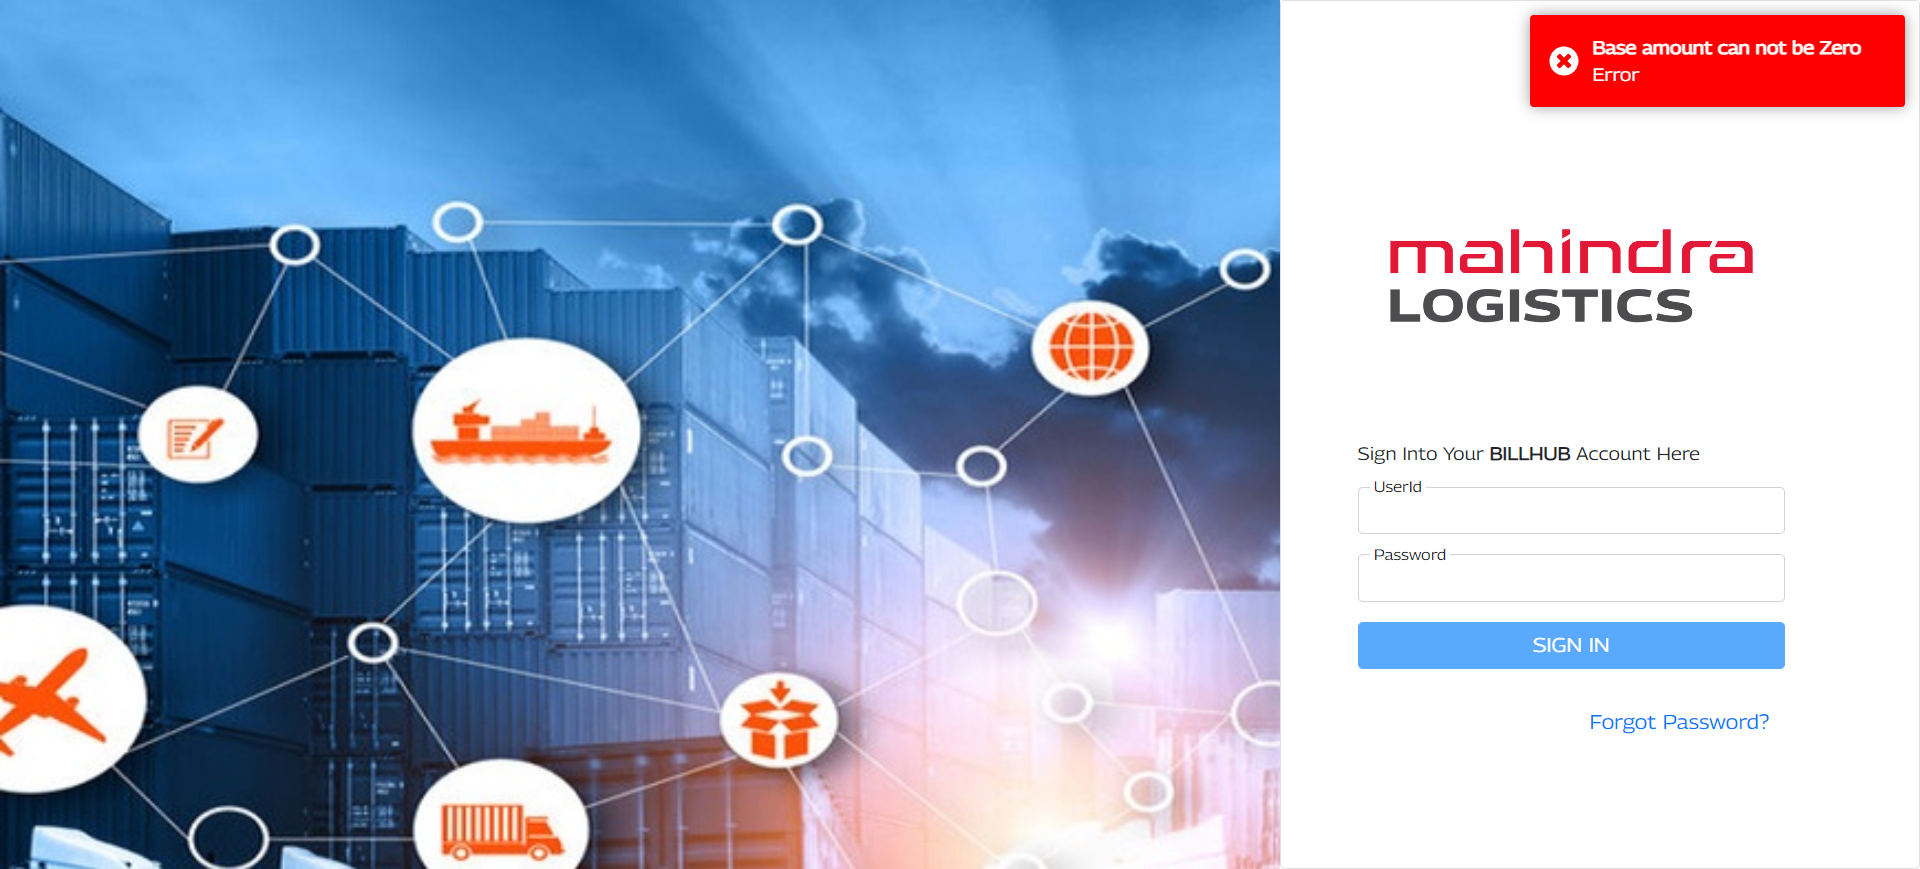 Base amount can not be Zero
Error
mahindra
LOGISTICS
Sign Into Your BILLHUB Account Here
UserId
Password
SIGN IN
Forgot Password?